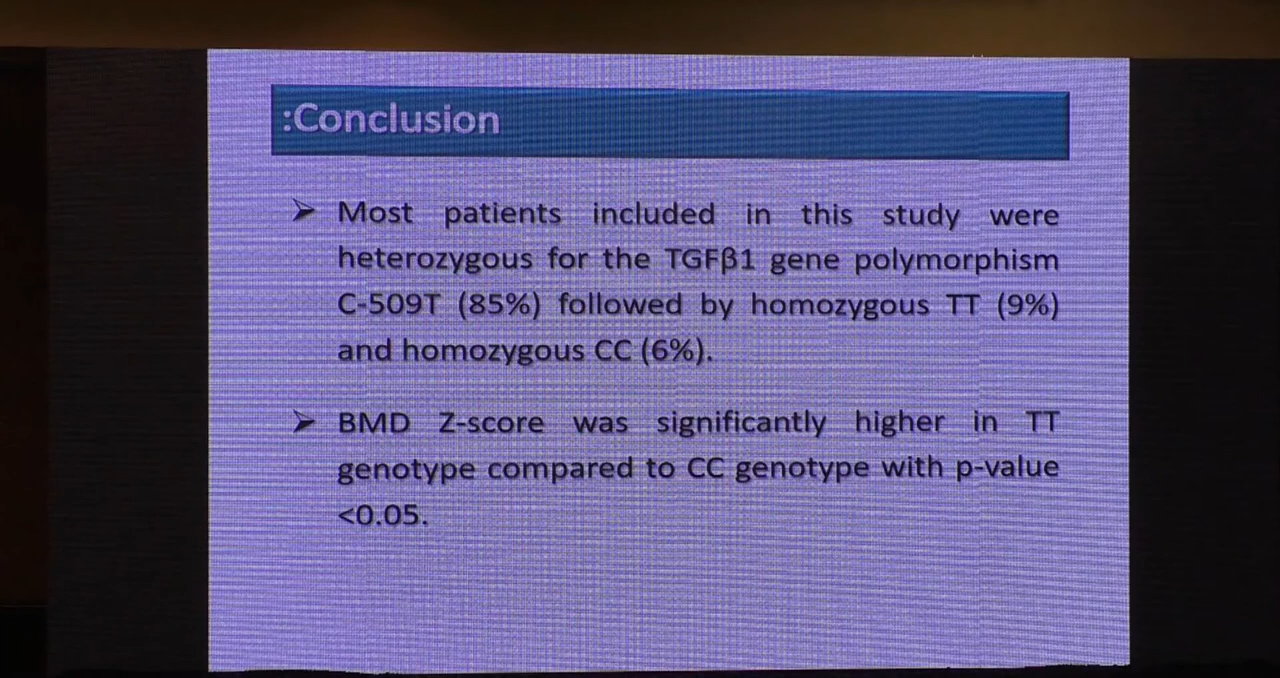 :Conclusion
➢ Most patients included in this study were
heterozygous for the TGFβ1 gene polymorphism
C-509T (85%) followed by homozygous TT (9%)
and homozygous CC (6%).
➢ BMD Z-score was significantly higher in TT
genotype compared to CC genotype with p-value
<0.05.